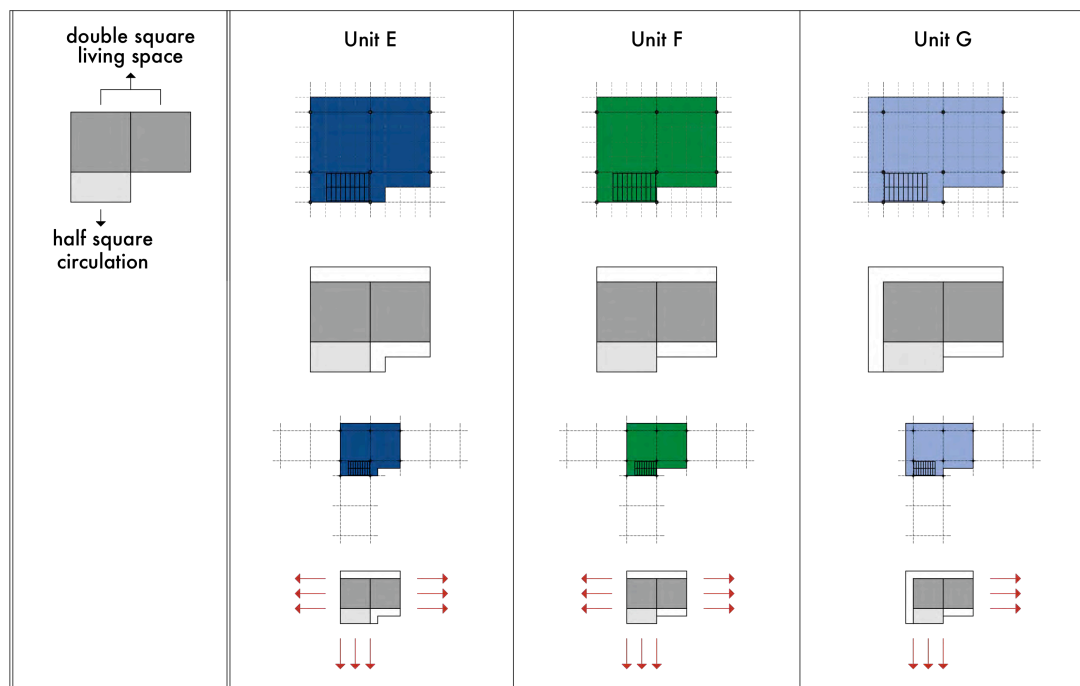 double square
living space
half square
circulation
Unit E
Unit F
Unit G